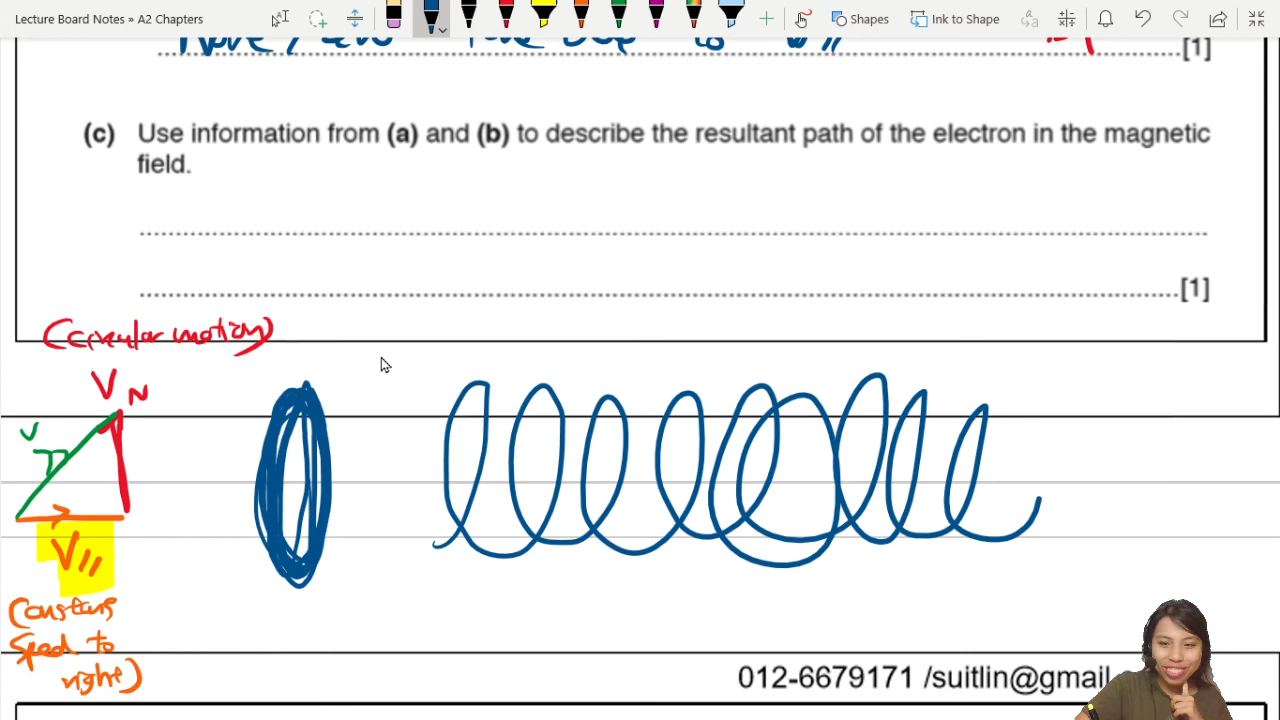 Lecture Board Notes » A2 Chapters
Shapes
Ink to Shape
[1]
(c) Use information from (a) and (b) to describe the resultant path of the electron in the magnetic
field.
[1]
(circular motion)
V N
v
V//
(constant
speed to
right)
012-6679171 /suitlin@gmail